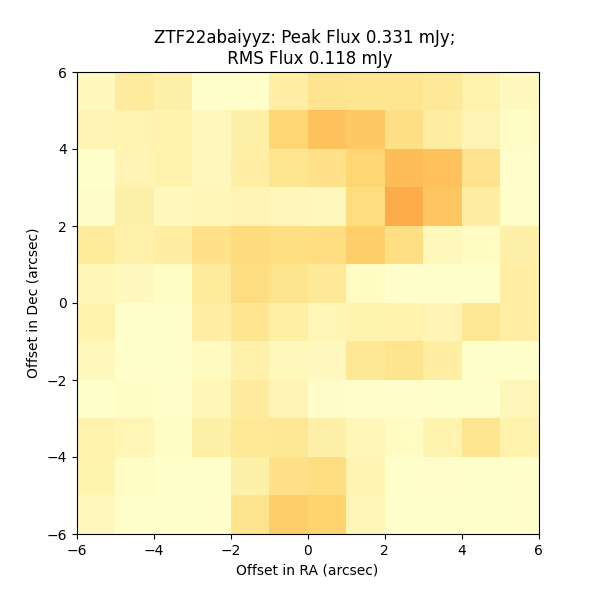 ZTF22abaiyyz: Peak Flux 0.331 mJy;
RMS Flux 0.118 mJy
6
4
2
0
−2
−4
−6
Offset in Dec (arcsec)
−6 −4 −2 0 2 4 6
Offset in RA (arcsec)